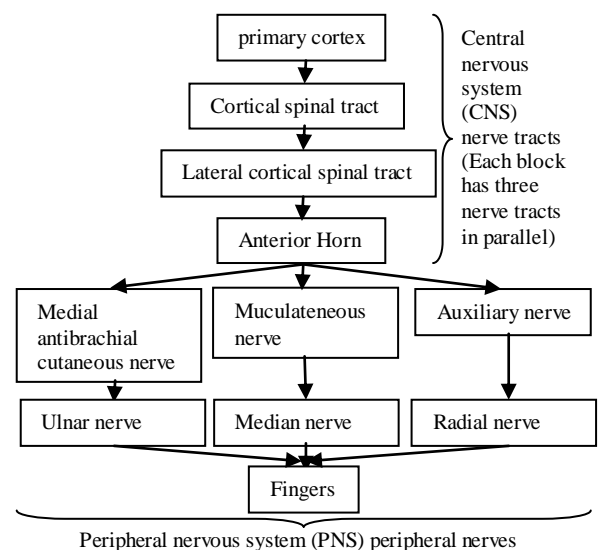 primary cortex
Cortical spinal tract
Lateral cortical spinal tract
Anterior Horn
Central
nervous
system
(CNS)
nerve tracts
(Each block
has three
nerve tracts
in parallel)
Medial
antibrachial
cutaneous nerve
Muculateneous
nerve
Auxiliary nerve
Ulnar nerve
Median nerve
Radial nerve
Fingers
Peripheral nervous system (PNS) peripheral nerves